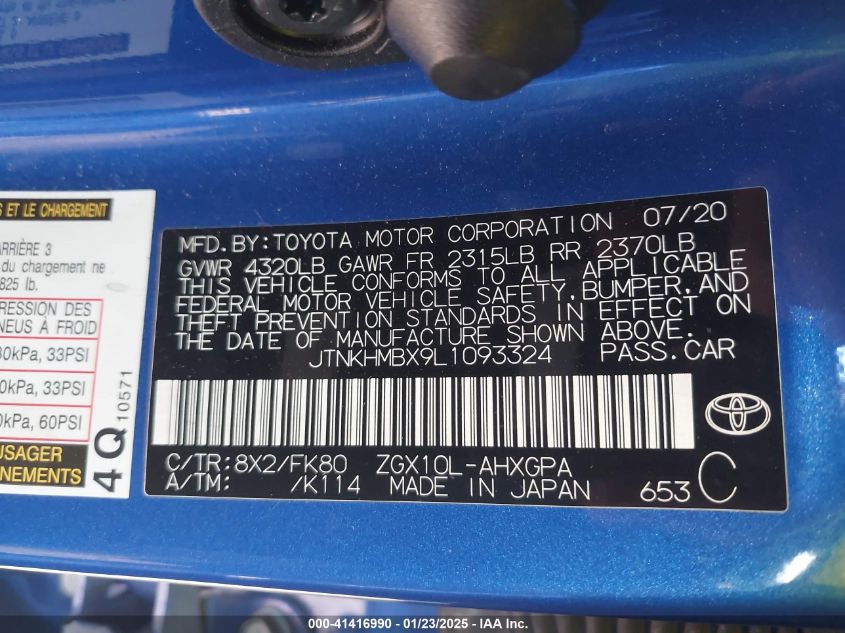 S ET LE CHARGEMENT
ARRIÈRE 3
du chargement ne
825 lb.
RESSION DES
NEUS À FROID
30kPa, 33PSI
0kPa, 33PSI
0kPa, 60PSI
USAGER
NNEMENTS
4Q 10571
MFD. BY: TOYOTA MOTOR CORPORATION 07/20
GVWR 4320LB GAWR FR 2315LB RR 2370LB
THIS VEHICLE CONFORMS TO ALL APPLICABLE
FEDERAL MOTOR VEHICLE SAFETY, BUMPER, AND
THEFT PREVENTION STANDARDS IN EFFECT ON
THE DATE OF MANUFACTURE SHOWN ABOVE.
JTNKHMBX9L1093324 PASS. CAR
C/TR: 8X2/FK80 ZGX10L-AHXGPA
A/TM: /K114 MADE IN JAPAN 653 C
000-41416990 - 01/23/2025 - IAAI Inc.